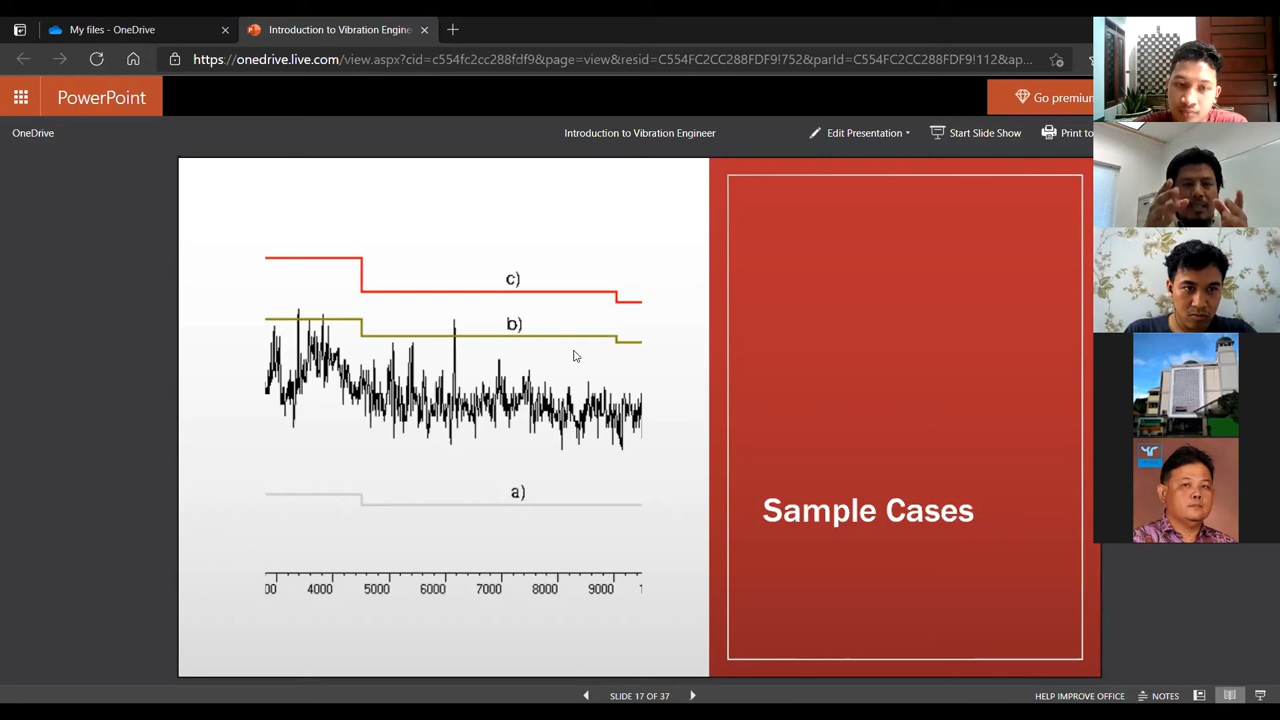 My files - OneDrive
Introduction to Vibration Engine
https://onedrive.live.com/view.aspx?cid=c554fc2cc288fdf9&page=view&resid=C554FC2CC288FDF9!752&parId=C554FC2CC288FDF9!112&ap...
PowerPoint
Go premium
OneDrive
Introduction to Vibration Engineer
Edit Presentation
Start Slide Show
Print to
c)
b)
a)
00 4000 5000 6000 7000 8000 9000 1
Sample Cases
SLIDE 17 OF 37
HELP IMPROVE OFFICE
NOTES